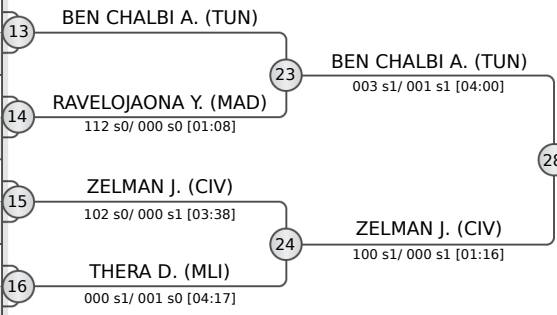 BEN CHALBI A. (TUN)
13
23
BEN CHALBI A. (TUN)
003 s1/ 001 s1 [04:00]
RAVELOJAONA Y. (MAD)
14
112 s0/ 000 s0 [01:08]
28
ZELMAN J. (CIV)
15
102 s0/ 000 s1 [03:38]
24
ZELMAN J. (CIV)
100 s1/ 000 s1 [01:16]
THERA D. (MLI)
16
000 s1/ 001 s0 [04:17]